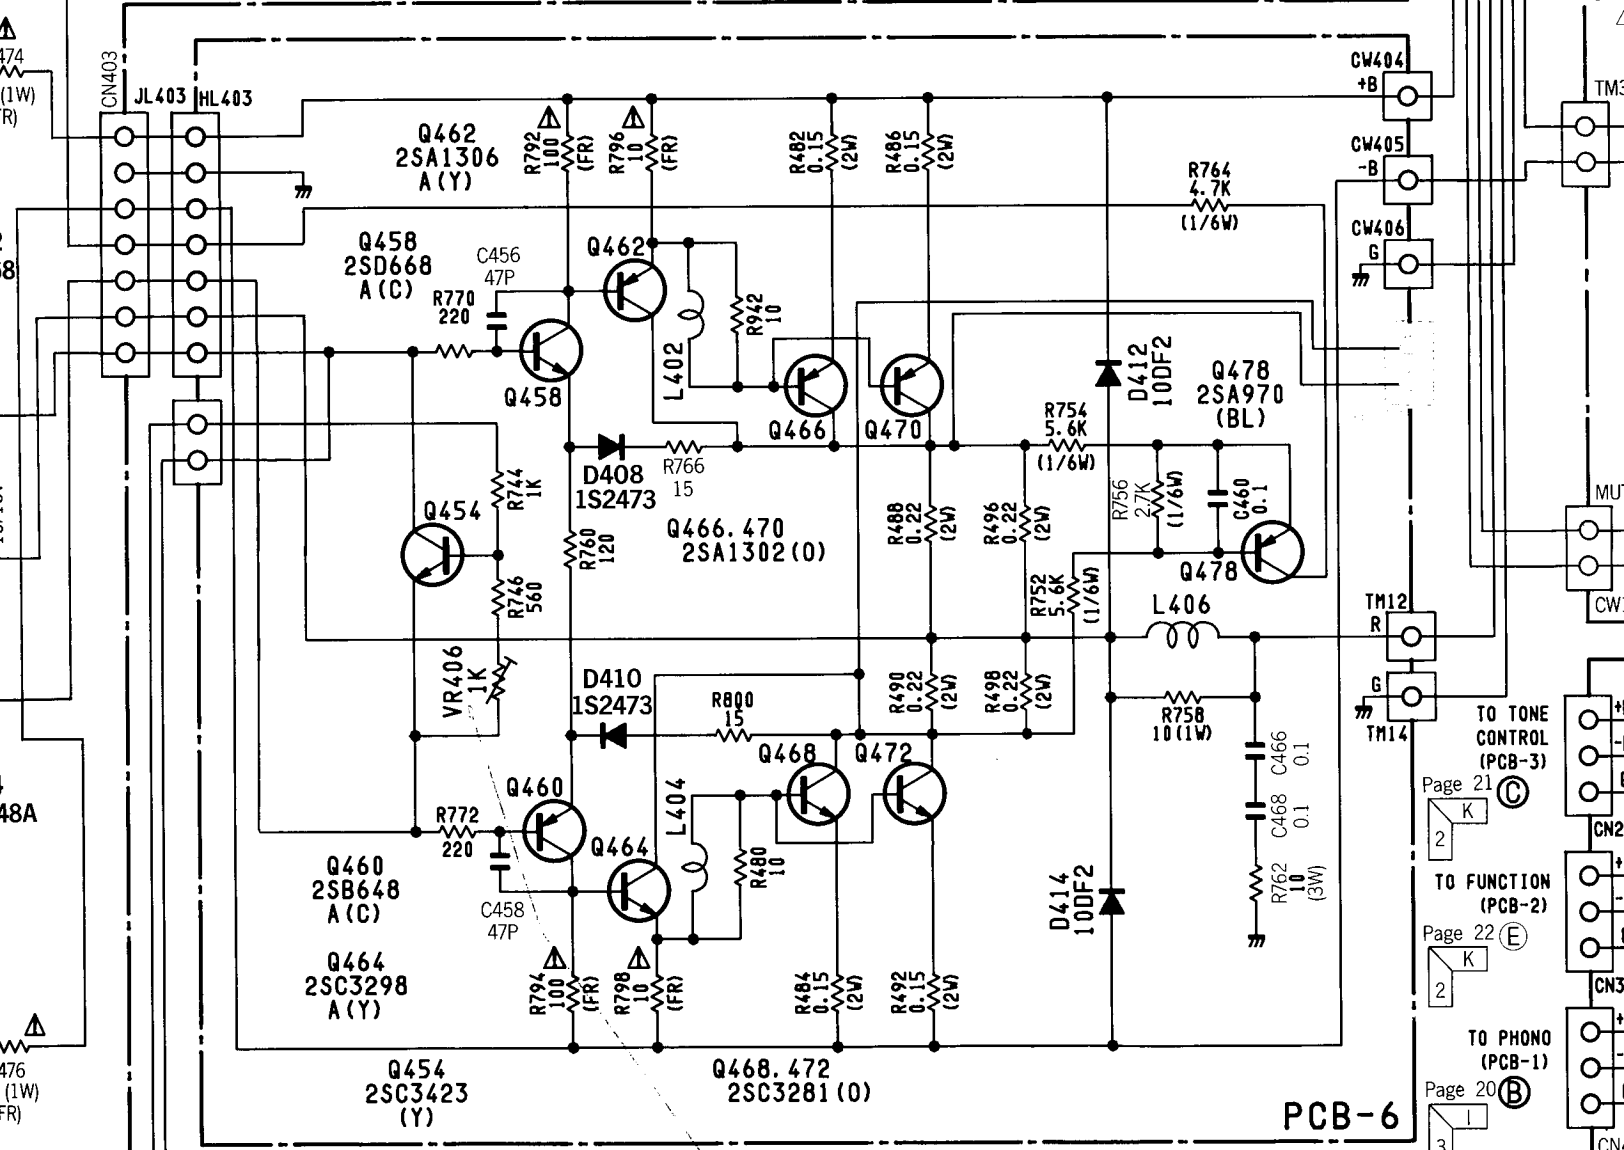 474
(1W)
CN403
JL403
HL403
Q462
2SA1306
A(Y)
R792
100
(FR)
R796
10
(FR)
R482
0.15
(2W)
R486
0.15
(2W)
CW404
+B
CW405
-B
CW406
G
TM3
R764
4.7K
(1/6W)
Q458
2SD668
A(C)
C456
47P
Q462
R770
220
Q458
L402
R942
10
Q466
Q470
D412
10DF2
Q478
2SA970
(BL)
R754
5.6K
(1/6W)
D408
1S2473
R766
15
R756
2.7K
(1/6W)
C460
0.1
MUT
Q454
R744
1K
R760
120
Q466.470
2SA1302(O)
R488
0.22
(2W)
R496
0.22
(2W)
Q478
R746
560
R752
5.6K
(1/6W)
L406
TM12
R
VR406
1K
D410
1S2473
R800
15
R490
0.22
(2W)
R498
0.22
(2W)
R758
10(1W)
G
TM14
C466
0.1
C468
0.1
TO TONE
CONTROL
(PCB-3)
Page 21 C
K
2
48A
Q460
R772
220
Q464
L404
Q468
Q472
R480
10
C458
47P
Q460
2SB648
A(C)
D414
10DF2
R762
10
(3W)
CN2
TO FUNCTION
(PCB-2)
Page 22 E
K
2
Q464
2SC3298
A(Y)
R794
100
(FR)
R798
10
(FR)
R484
0.15
(2W)
R492
0.15
(2W)
CN3
TO PHONO
(PCB-1)
Page 20 B
I
3
476
(1W)
FR)
Q454
2SC3423
(Y)
Q468.472
2SC3281(O)
PCB-6